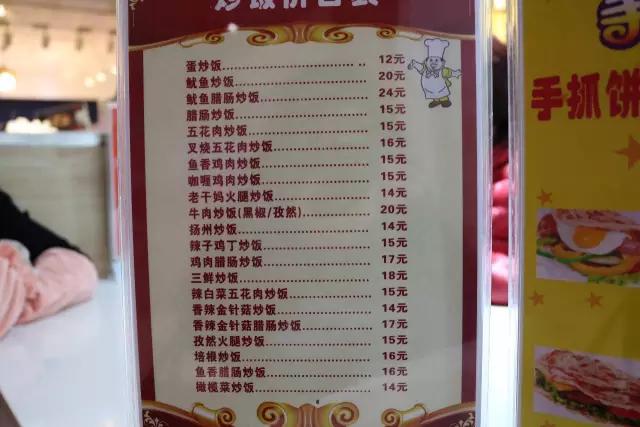 炒饭价目表
蛋炒饭 12元
鱿鱼炒饭 20元
鱿鱼腊肠炒饭 24元
腊肠炒饭 15元
五花肉炒饭 15元
叉烧五花肉炒饭 16元
鱼香鸡肉炒饭 15元
咖喱鸡肉炒饭 15元
老干妈火腿炒饭 14元
牛肉炒饭(黑椒/孜然) 20元
扬州炒饭 14元
辣子鸡丁炒饭 15元
鸡肉腊肠炒饭 17元
三鲜炒饭 18元
辣白菜五花肉炒饭 15元
香辣金针菇炒饭 14元
香辣金针菇腊肠炒饭 17元
孜然火腿炒饭 15元
培根炒饭 16元
鱼香腊肠炒饭 16元
橄榄菜炒饭 14元
手抓饼